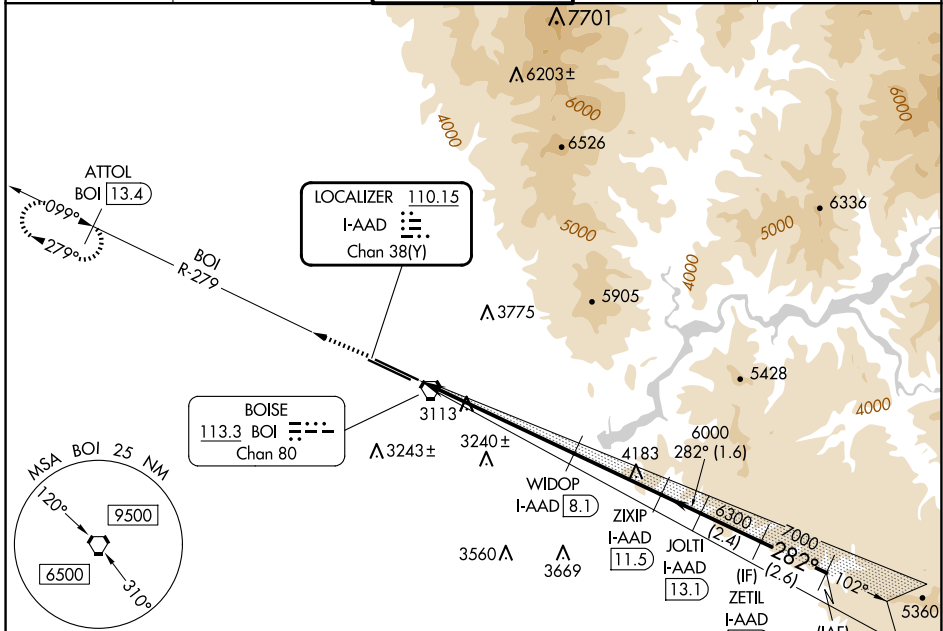 7701
6203±
6000
6000
4000
6526
ATTOL
BOI 13.4
099°
279°
BOI
R-279
LOCALIZER 110.15
I-AAD
Chan 38(Y)
6336
5000
5000
4000
5905
3775
5428
4000
BOISE
113.3 BOI
Chan 80
3113
3243±
3240±
4183
6000
282° (1.6)
WIDOP
I-AAD 8.1
ZIXIP
I-AAD
11.5
JOLTI
I-AAD
13.1
6300
(2.4)
7000
282°
(2.6)
102°
(IF)
ZETIL
I-AAD
(IAF)
5360
3560
3669
MSA BOI 25 NM
120°
9500
6500
310°